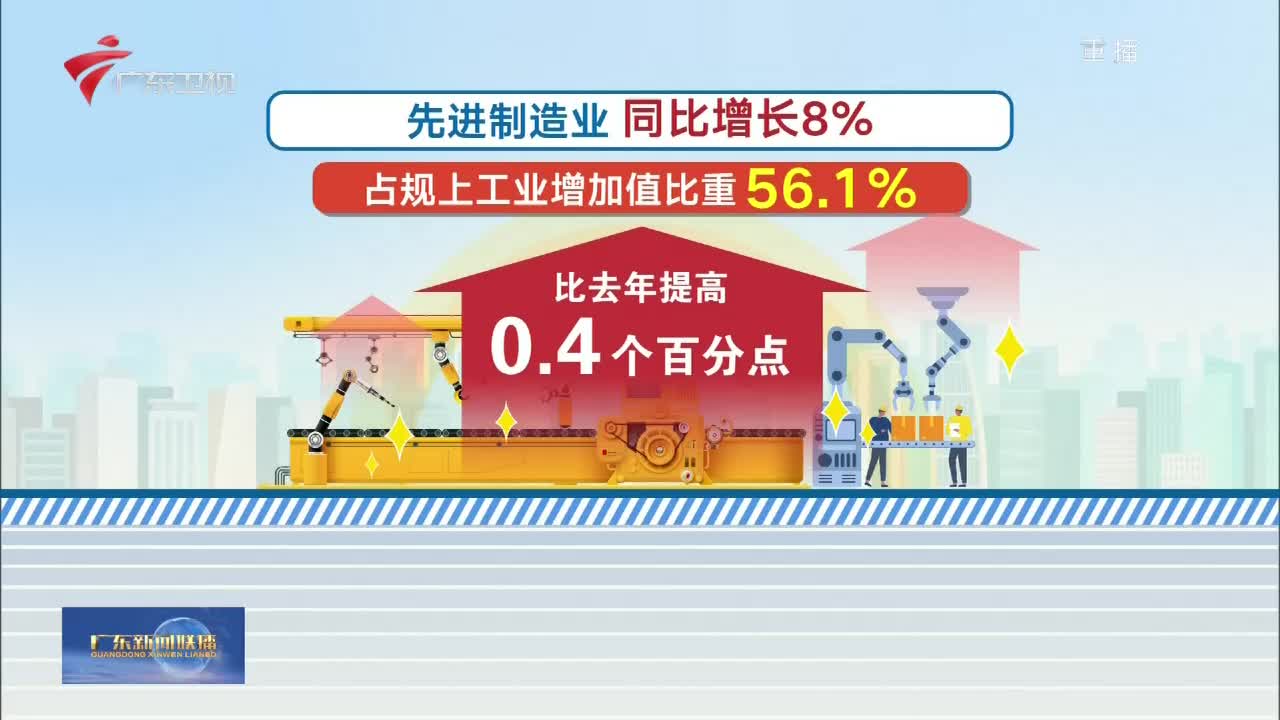 广东卫视
重播
先进制造业 同比增长8%
占规上工业增加值比重 56.1%
比去年提高
0.4个百分点
广东新闻联播
GUANGDONG XINWEN LIANBO